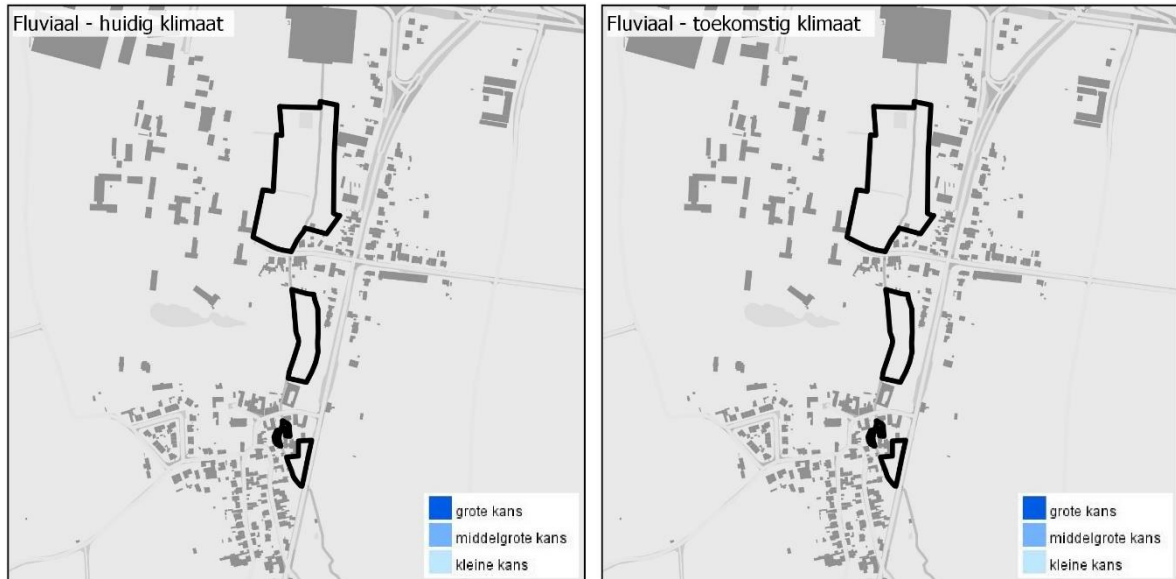 Fluviaal - huidig klimaat
grote kans
middelgrote kans
kleine kans
Fluviaal - toekomstig klimaat
grote kans
middelgrote kans
kleine kans